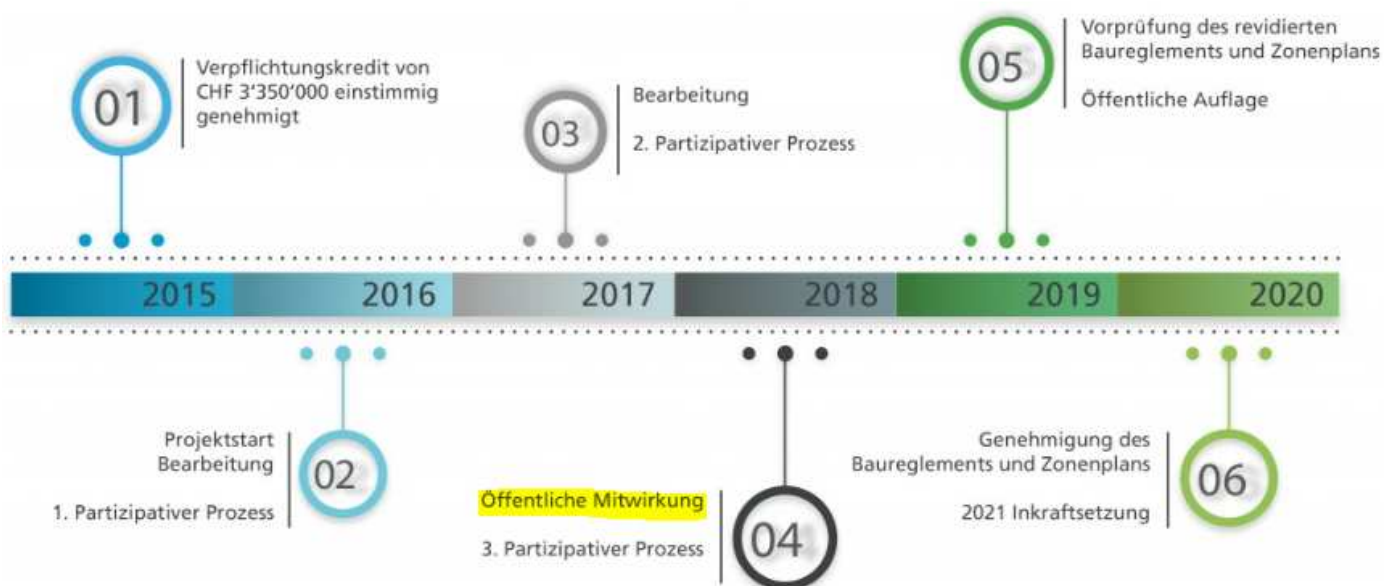 01
Verpflichtungskredit von
CHF 3'350'000 einstimmig
genehmigt
03
Bearbeitung
2. Partizipativer Prozess
05
Vorprüfung des revidierten
Baureglements und Zonenplans
Öffentliche Auflage
2015
2016
2017
2018
2019
2020
Projektstart
Bearbeitung
1. Partizipativer Prozess
02
Öffentliche Mitwirkung
3. Partizipativer Prozess
04
Genehmigung des
Baureglements und Zonenplans
2021 Inkraftsetzung
06